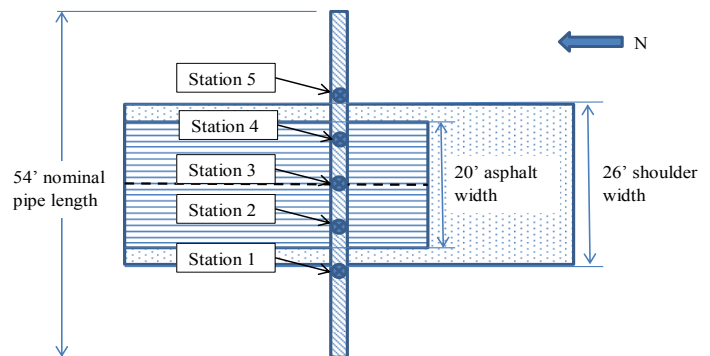 N
Station 5
Station 4
Station 3
Station 2
Station 1
54’ nominal
pipe length
20’ asphalt
width
26’ shoulder
width